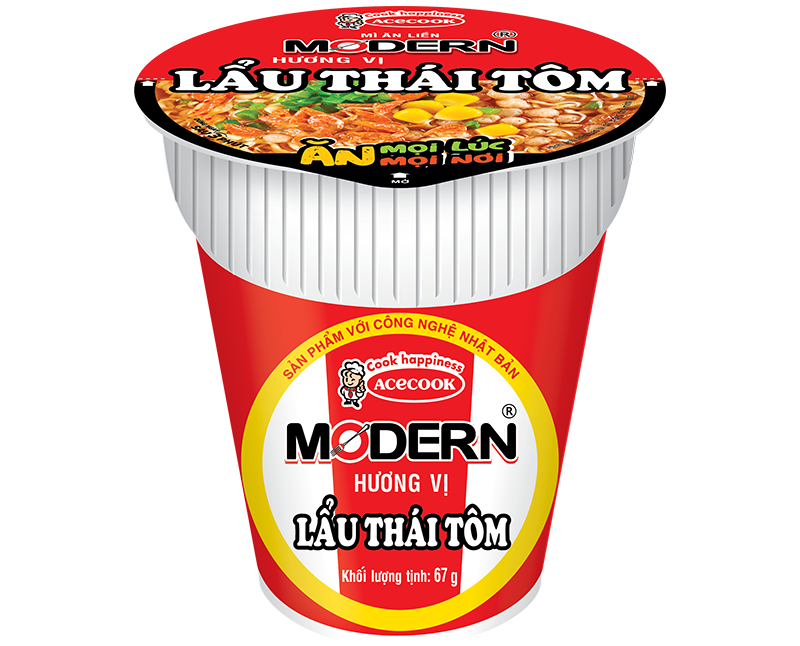 Cook happiness
ACECOOK
MÌ ĂN LIỀN
MODERN ®
HƯƠNG VỊ
LẨU THÁI TÔM
ĂN MỌI LÚC
MỌI NƠI
MỞ
SẢN PHẨM VỚI CÔNG NGHỆ NHẬT BẢN
Cook happiness
ACECOOK
MODERN ®
HƯƠNG VỊ
LẨU THÁI TÔM
Khối lượng tịnh: 67 g